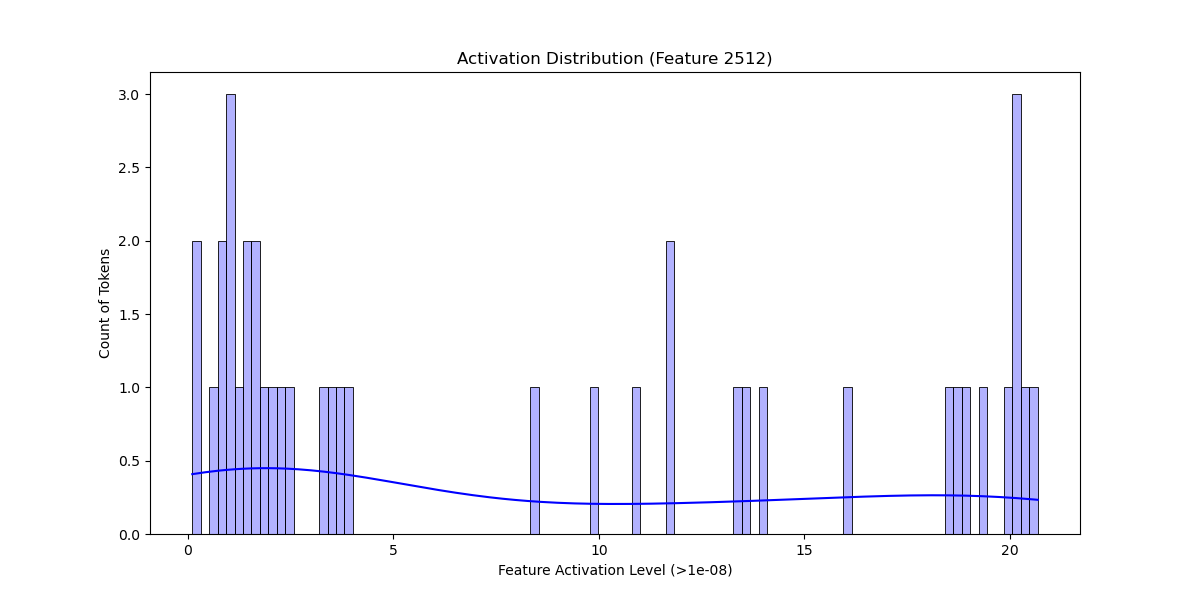 Activation Distribution (Feature 2512)
3.0
2.5
2.0
1.5
1.0
0.5
0.0
Count of Tokens
0 5 10 15 20
Feature Activation Level (>1e-08)